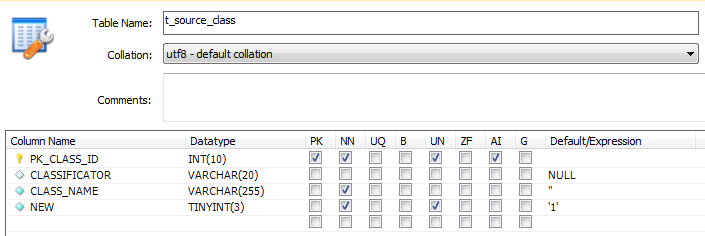 Table Name: t_source_class
Collation: utf8 - default collation
Comments:
Column Name Datatype PK NN UQ B UN ZF AI G Default/Expression
PK_CLASS_ID INT(10)
CLASSIFICATOR VARCHAR(20) NULL
CLASS_NAME VARCHAR(255) ''
NEW TINYINT(3) '1'